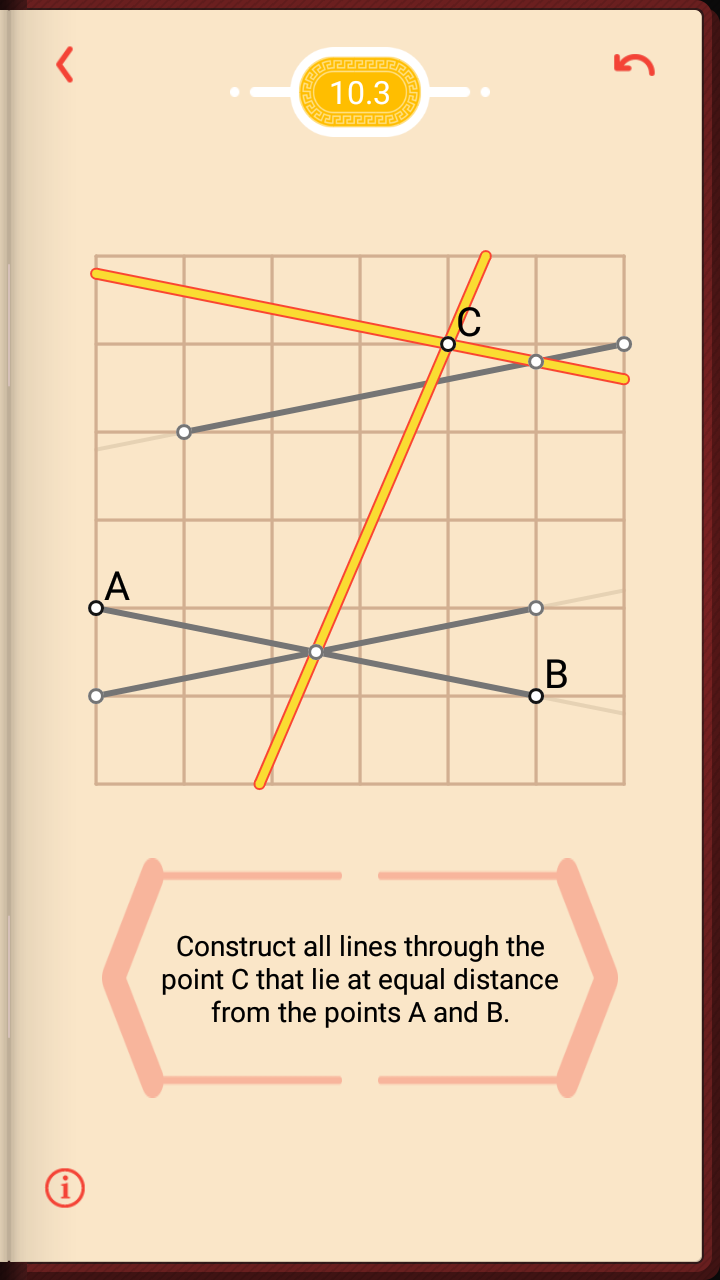 10.3
C
A
B
Construct all lines through the
point C that lie at equal distance
from the points A and B.
i